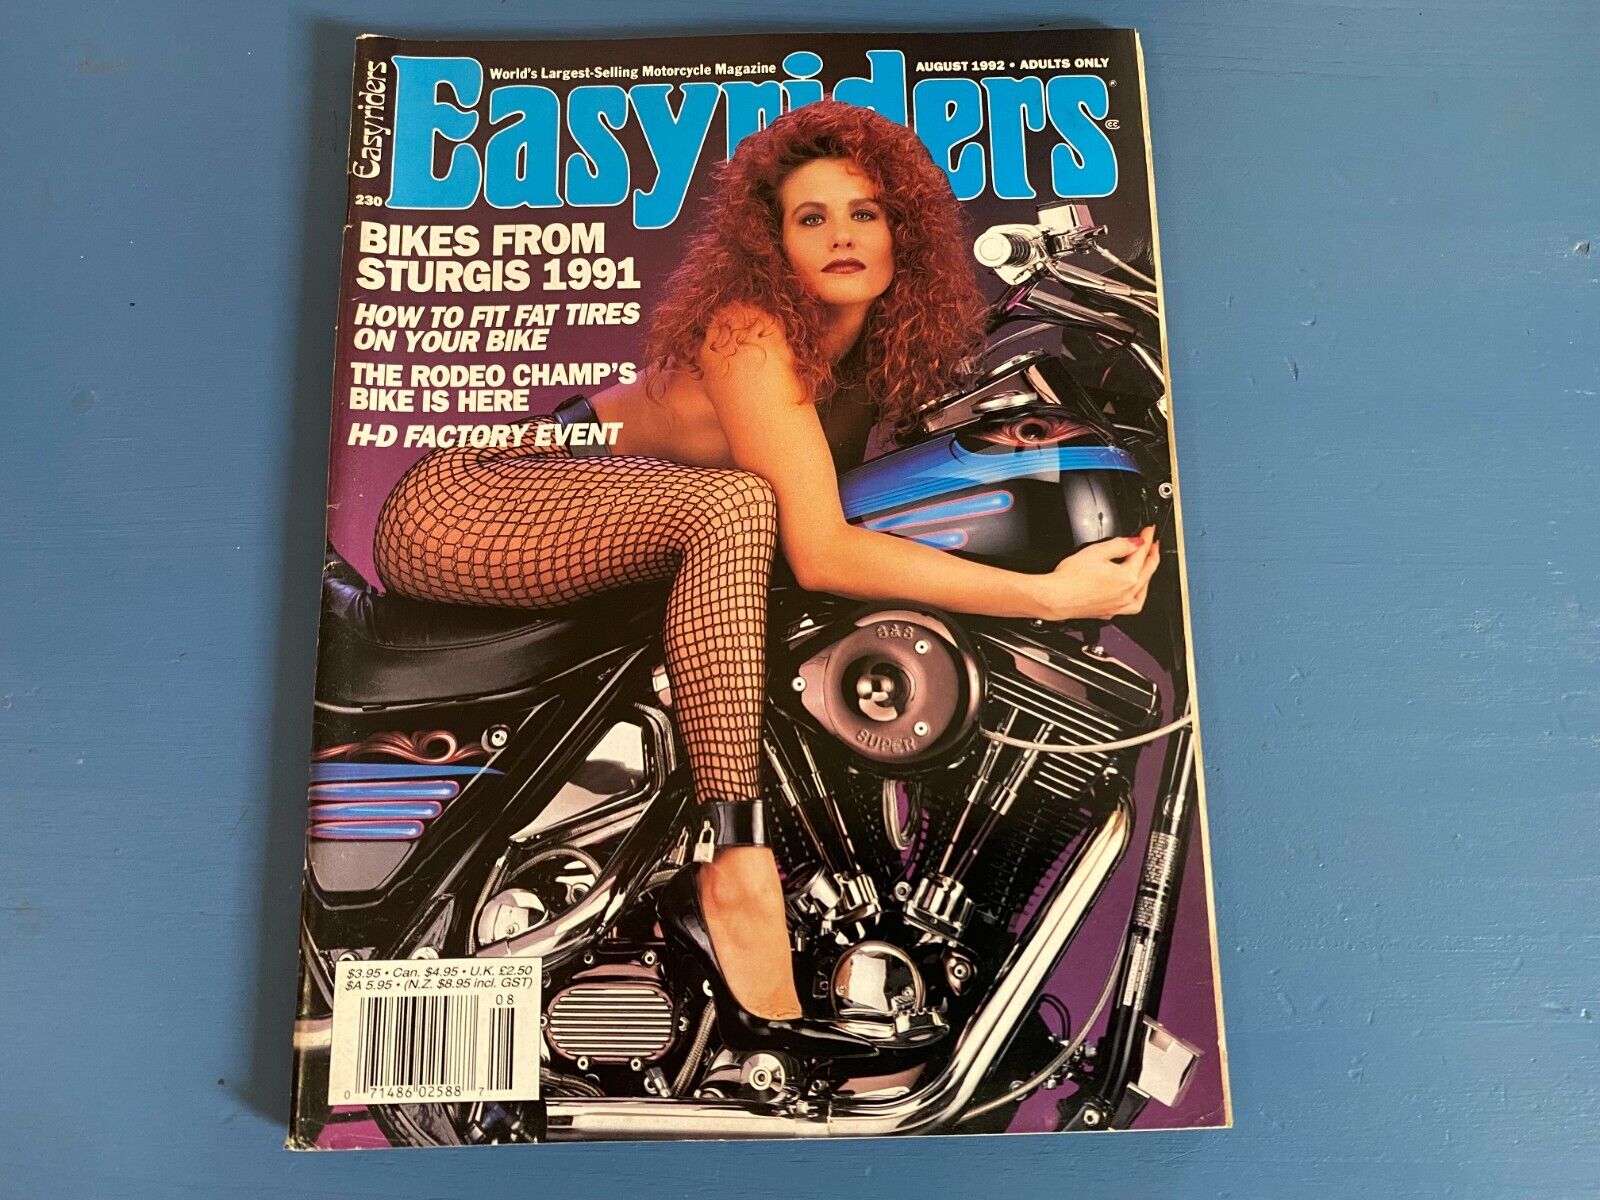 World's Largest-Selling Motorcycle Magazine
AUGUST 1992 • ADULTS ONLY
Easyriders
Easyriders
230
BIKES FROM
STURGIS 1991
HOW TO FIT FAT TIRES
ON YOUR BIKE
THE RODEO CHAMP'S
BIKE IS HERE
H-D FACTORY EVENT
S&S
SUPER
$3.95 • Can. $4.95 • U.K. £2.50
$A 5.95 • (N.Z. $8.95 incl. GST)
08
0 71486 02588 7